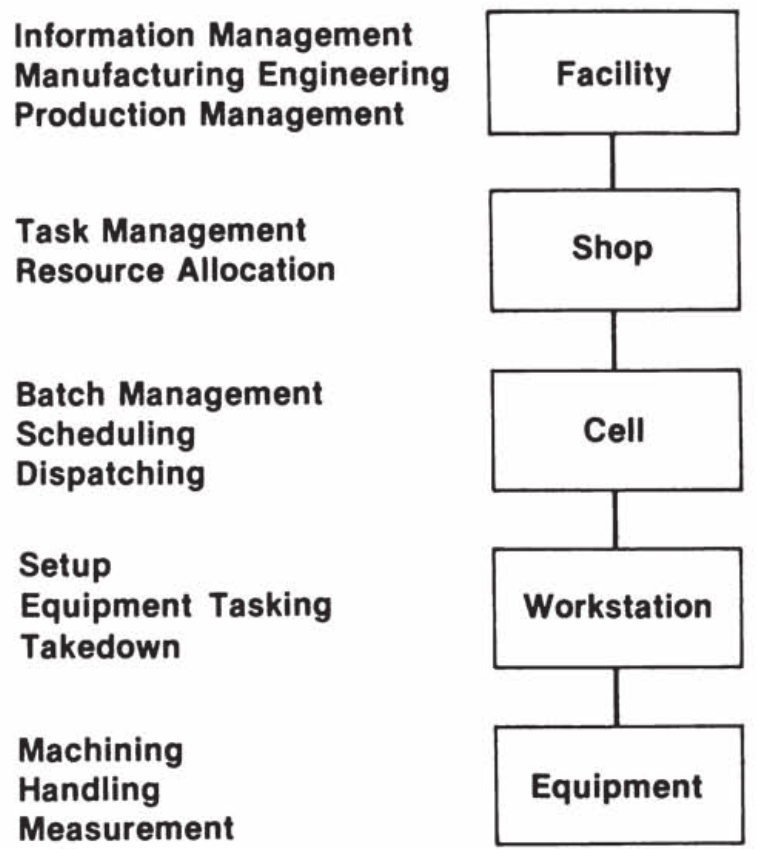 Information Management
Manufacturing Engineering
Production Management
Facility
Task Management
Resource Allocation
Shop
Batch Management
Scheduling
Dispatching
Cell
Setup
Equipment Tasking
Takedown
Workstation
Machining
Handling
Measurement
Equipment